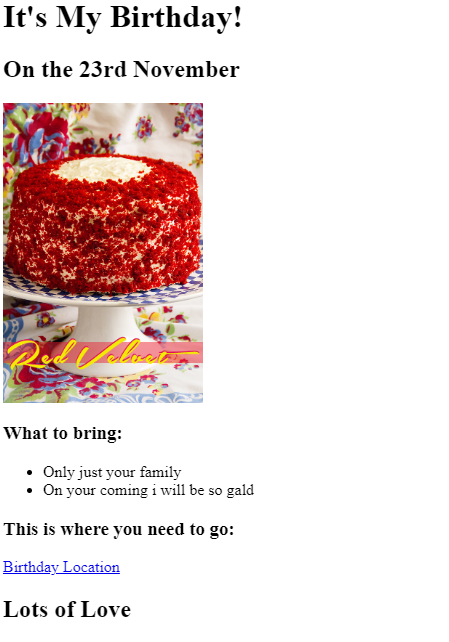 It's My Birthday!
On the 23rd November
Red Velvet
What to bring:
Only just your family
On your coming i will be so gald
This is where you need to go:
Birthday Location
Lots of Love